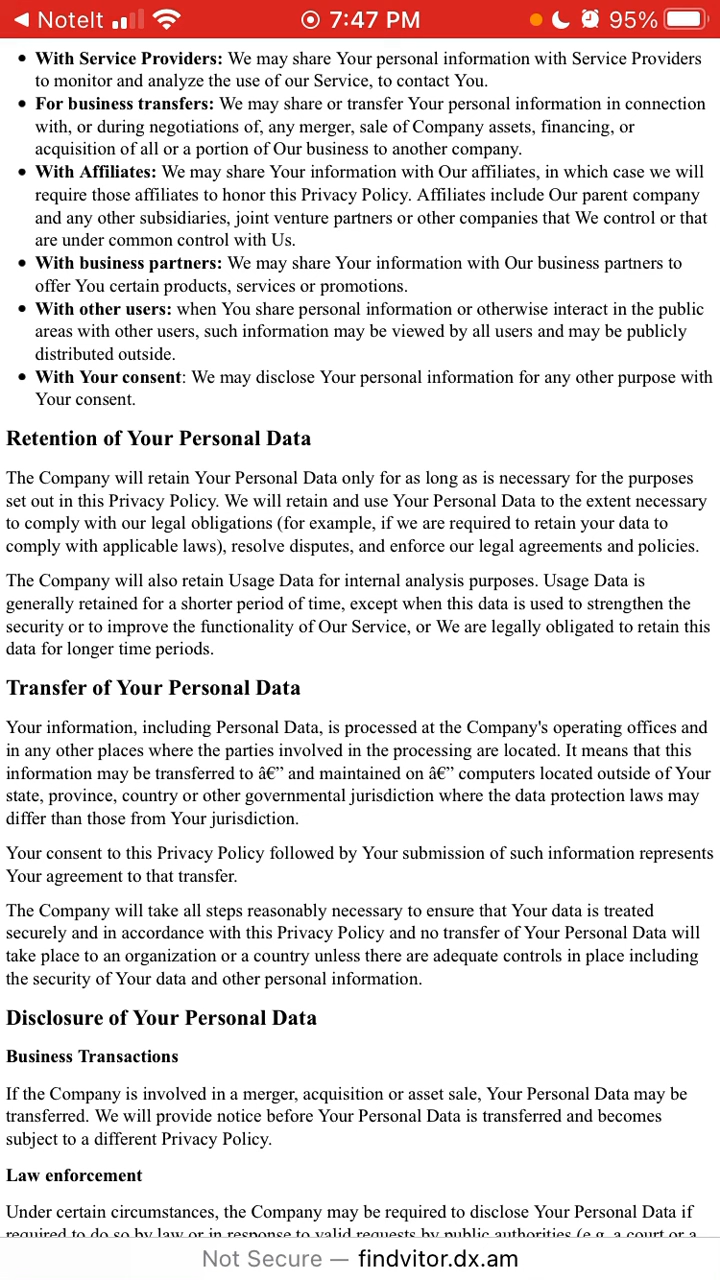 ◀ NoteIt 7:47 PM 95%
• With Service Providers: We may share Your personal information with Service Providers
to monitor and analyze the use of our Service, to contact You.
• For business transfers: We may share or transfer Your personal information in connection
with, or during negotiations of, any merger, sale of Company assets, financing, or
acquisition of all or a portion of Our business to another company.
• With Affiliates: We may share Your information with Our affiliates, in which case we will
require those affiliates to honor this Privacy Policy. Affiliates include Our parent company
and any other subsidiaries, joint venture partners or other companies that We control or that
are under common control with Us.
• With business partners: We may share Your information with Our business partners to
offer You certain products, services or promotions.
• With other users: when You share personal information or otherwise interact in the public
areas with other users, such information may be viewed by all users and may be publicly
distributed outside.
• With Your consent: We may disclose Your personal information for any other purpose with
Your consent.
Retention of Your Personal Data
The Company will retain Your Personal Data only for as long as is necessary for the purposes
set out in this Privacy Policy. We will retain and use Your Personal Data to the extent necessary
to comply with our legal obligations (for example, if we are required to retain your data to
comply with applicable laws), resolve disputes, and enforce our legal agreements and policies.
The Company will also retain Usage Data for internal analysis purposes. Usage Data is
generally retained for a shorter period of time, except when this data is used to strengthen the
security or to improve the functionality of Our Service, or We are legally obligated to retain this
data for longer time periods.
Transfer of Your Personal Data
Your information, including Personal Data, is processed at the Company's operating offices and
in any other places where the parties involved in the processing are located. It means that this
information may be transferred to â€” and maintained on â€” computers located outside of Your
state, province, country or other governmental jurisdiction where the data protection laws may
differ than those from Your jurisdiction.
Your consent to this Privacy Policy followed by Your submission of such information represents
Your agreement to that transfer.
The Company will take all steps reasonably necessary to ensure that Your data is treated
securely and in accordance with this Privacy Policy and no transfer of Your Personal Data will
take place to an organization or a country unless there are adequate controls in place including
the security of Your data and other personal information.
Disclosure of Your Personal Data
Business Transactions
If the Company is involved in a merger, acquisition or asset sale, Your Personal Data may be
transferred. We will provide notice before Your Personal Data is transferred and becomes
subject to a different Privacy Policy.
Law enforcement
Under certain circumstances, the Company may be required to disclose Your Personal Data if
required to do so by law or in response to valid requests by public authorities (e.g. a court or a
Not Secure — findvitor.dx.am